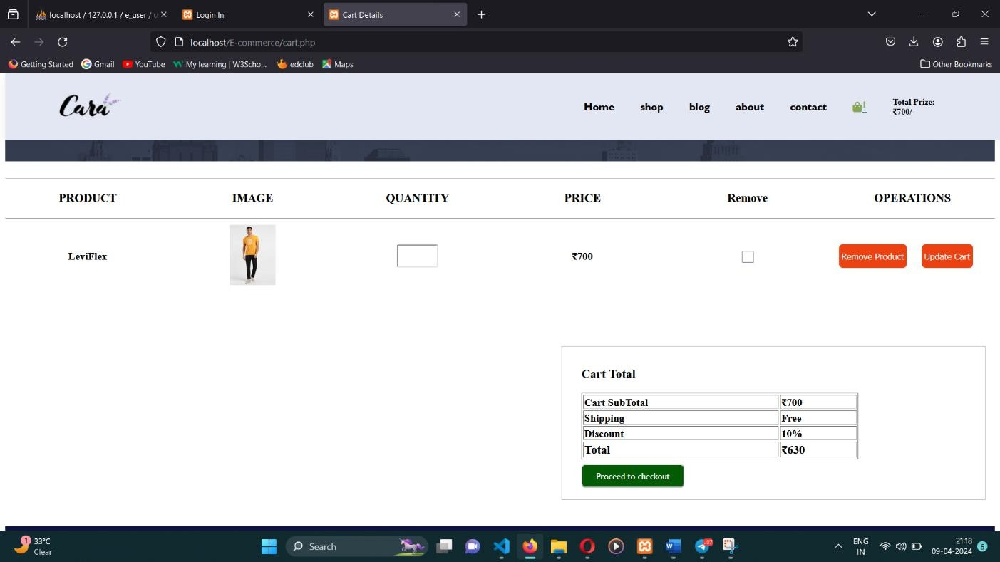 localhost / 127.0.0.1 / e_user / u
Login In
Cart Details
localhost/E-commerce/cart.php
Getting Started
Gmail
YouTube
My learning | W3Scho...
edclub
Maps
Other Bookmarks
Cara
Home
shop
blog
about
contact
1
Total Prize:
₹700/-
PRODUCT IMAGE QUANTITY PRICE Remove OPERATIONS
LeviFlex ₹700 Remove Product Update Cart
Cart Total
Cart SubTotal ₹700
Shipping Free
Discount 10%
Total ₹630
Proceed to checkout
1
33°C
Clear
Search
ENG
IN
21:18
09-04-2024
6